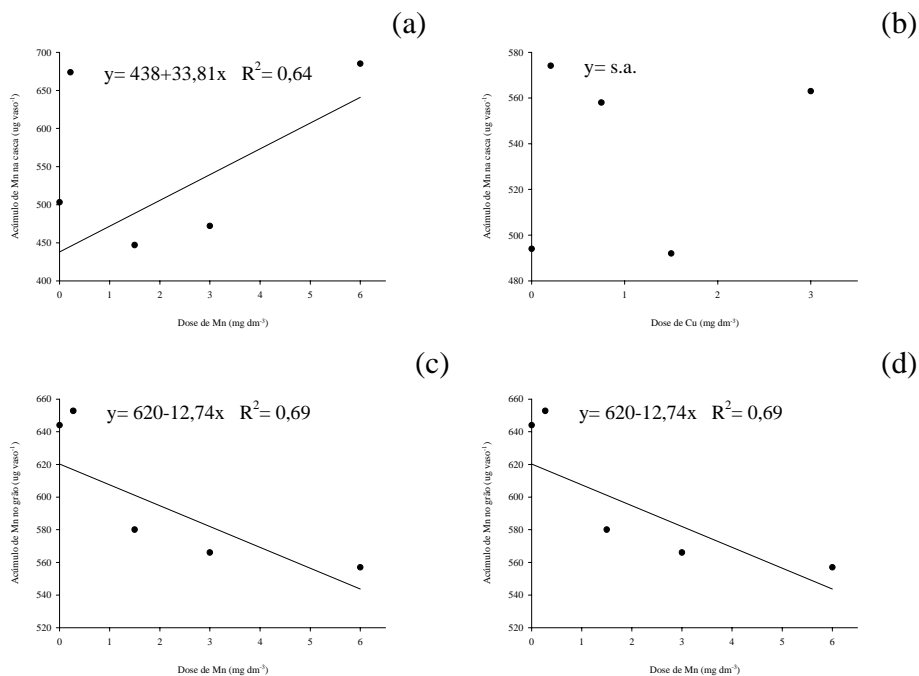 (a)
y= 438+33,81x R²= 0,64
Acúmulo de Mn na casca (ug vaso⁻¹)
700
650
600
550
500
450
400
0 1 2 3 4 5 6
Dose de Mn (mg dm⁻³)
(b)
y= s.a.
Acúmulo de Mn na casca (ug vaso⁻¹)
580
560
540
520
500
480
0 1 2 3
Dose de Cu (mg dm⁻³)
(c)
y= 620-12,74x R²= 0,69
Acúmulo de Mn no grão (ug vaso⁻¹)
660
640
620
600
580
560
540
520
0 1 2 3 4 5 6
Dose de Mn (mg dm⁻³)
(d)
y= 620-12,74x R²= 0,69
Acúmulo de Mn no grão (ug vaso⁻¹)
660
640
620
600
580
560
540
520
0 1 2 3 4 5 6
Dose de Mn (mg dm⁻³)